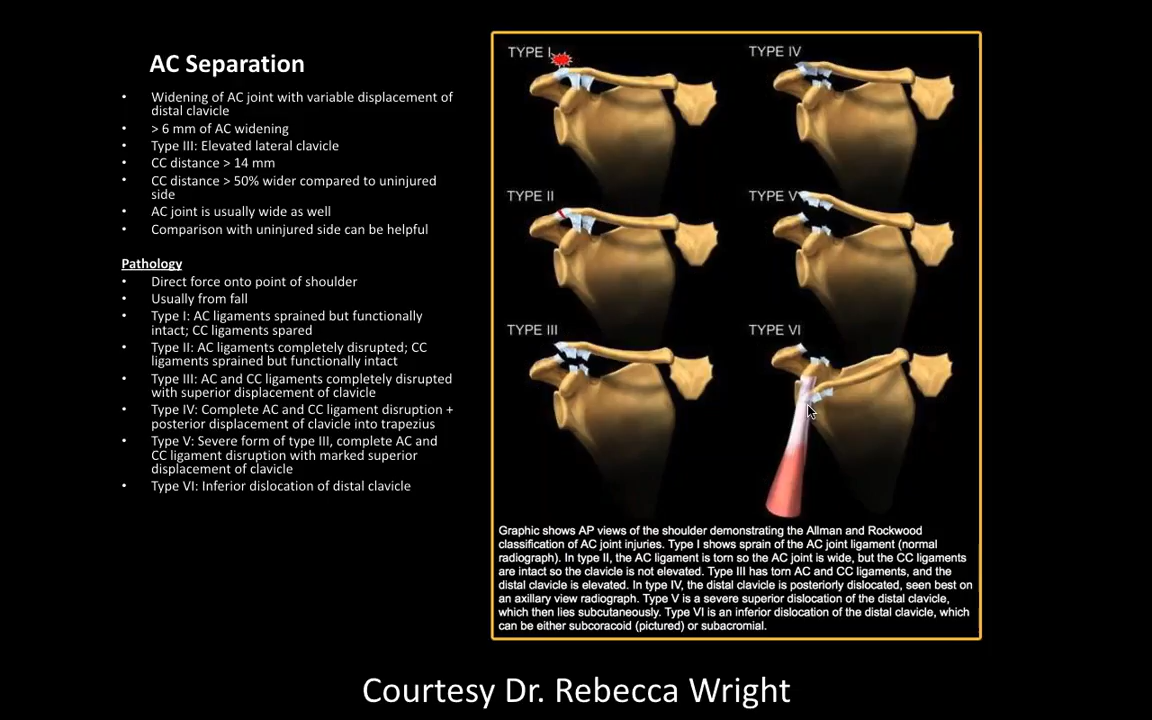 AC Separation
• Widening of AC joint with variable displacement of
distal clavicle
• > 6 mm of AC widening
• Type III: Elevated lateral clavicle
• CC distance > 14 mm
• CC distance > 50% wider compared to uninjured
side
• AC joint is usually wide as well
• Comparison with uninjured side can be helpful
Pathology
• Direct force onto point of shoulder
• Usually from fall
• Type I: AC ligaments sprained but functionally
intact; CC ligaments spared
• Type II: AC ligaments completely disrupted; CC
ligaments sprained but functionally intact
• Type III: AC and CC ligaments completely disrupted
with superior displacement of clavicle
• Type IV: Complete AC and CC ligament disruption +
posterior displacement of clavicle into trapezius
• Type V: Severe form of type III, complete AC and
CC ligament disruption with marked superior
displacement of clavicle
• Type VI: Inferior dislocation of distal clavicle
TYPE I
TYPE IV
TYPE II
TYPE V
TYPE III
TYPE VI
Graphic shows AP views of the shoulder demonstrating the Allman and Rockwood
classification of AC joint injuries. Type I shows sprain of the AC joint ligament (normal
radiograph). In type II, the AC ligament is torn so the AC joint is wide, but the CC ligaments
are intact so the clavicle is not elevated. Type III has torn AC and CC ligaments, and the
distal clavicle is elevated. In type IV, the distal clavicle is posteriorly dislocated, seen best on
an axillary view radiograph. Type V is a severe superior dislocation of the distal clavicle,
which then lies subcutaneously. Type VI is an inferior dislocation of the distal clavicle, which
can be either subcoracoid (pictured) or subacromial.
Courtesy Dr. Rebecca Wright